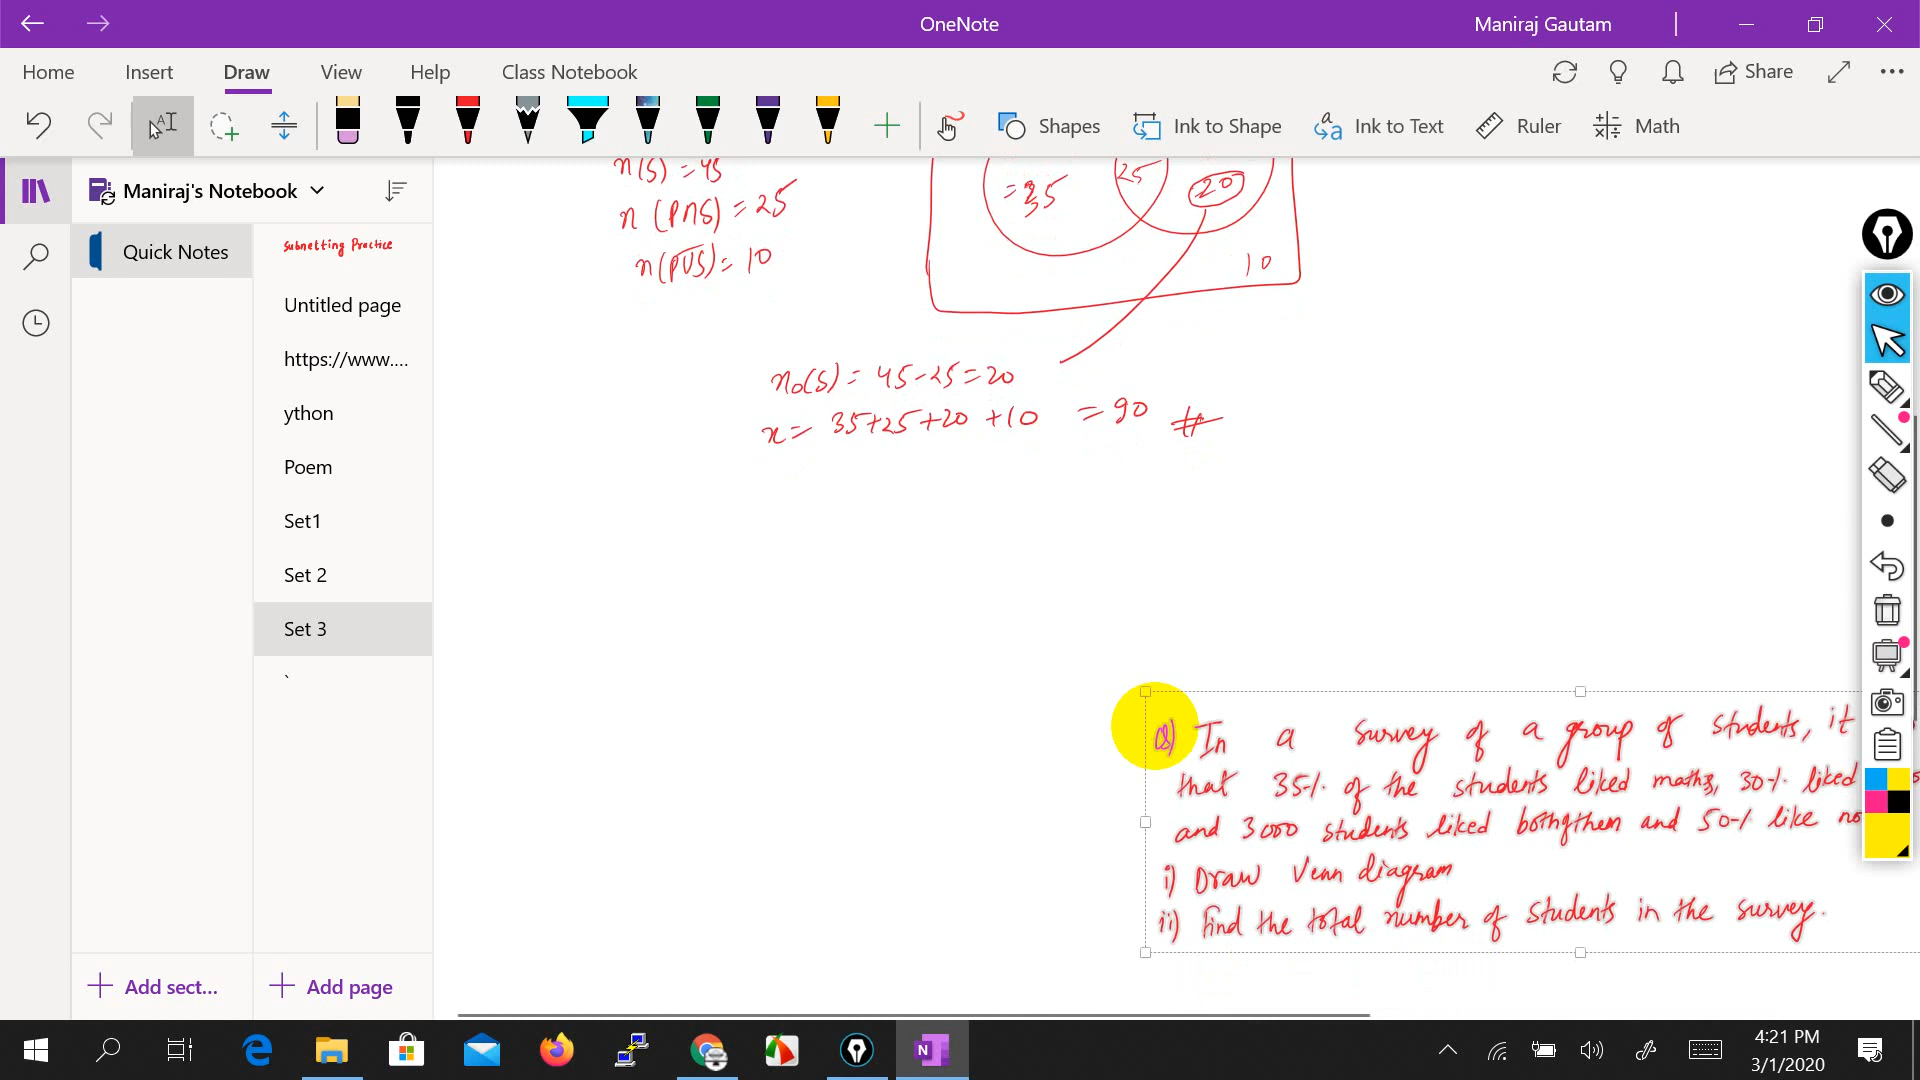 OneNote
Maniraj Gautam
Home Insert Draw View Help Class Notebook
Share
Shapes Ink to Shape Ink to Text Ruler Math
Maniraj's Notebook
Quick Notes
Subnetting Practice
Untitled page
https://www....
ython
Poem
Set1
Set 2
Set 3
`
Add sect...
Add page
n(S) = 45
n (P∩S) = 25
n(P∪S) = 10
= 35
25
20
10
n₀(S) = 45-25=20
x= 35+25+20 +10 = 90 #
Q) In a survey of a group of students, it
that 35% of the students liked maths, 30% liked
and 3000 students liked both of them and 50% like no
i) Draw Venn diagram
ii) Find the total number of students in the survey.
4:21 PM
3/1/2020